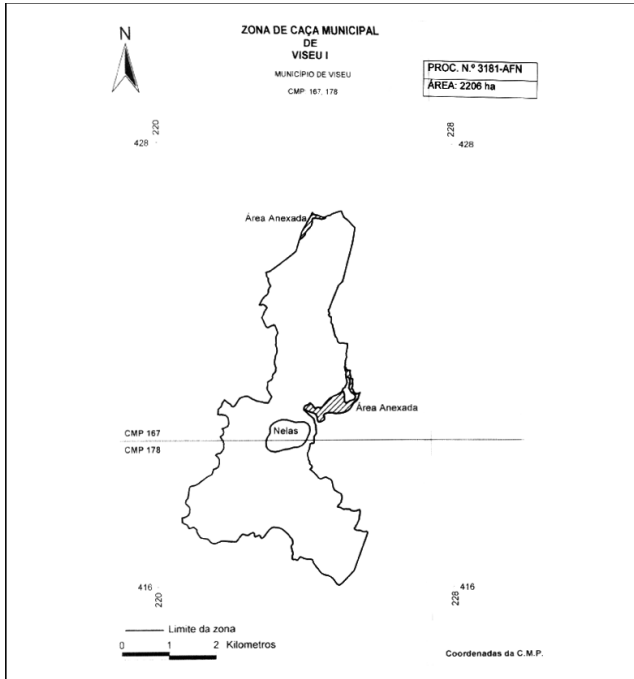 N
ZONA DE CAÇA MUNICIPAL
DE
VISEU I
MUNICÍPIO DE VISEU
CMP 167, 178
PROC. N.º 3181-AFN
ÁREA: 2206 ha
220
428
228
428
Área Anexada
Área Anexada
Nelas
CMP 167
CMP 178
416
220
416
228
Limite da zona
0 1 2 Kilometros
Coordenadas da C.M.P.